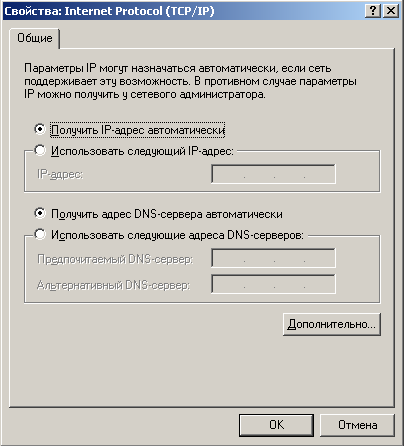 Свойства: Internet Protocol (TCP/IP)
Общие
Параметры IP могут назначаться автоматически, если сеть
поддерживает эту возможность. В противном случае параметры
IP можно получить у сетевого администратора.
Получить IP-адрес автоматически
Использовать следующий IP-адрес:
IP-адрес:
Получить адрес DNS-сервера автоматически
Использовать следующие адреса DNS-серверов:
Предпочитаемый DNS-сервер:
Альтернативный DNS-сервер:
Дополнительно...
OK Отмена